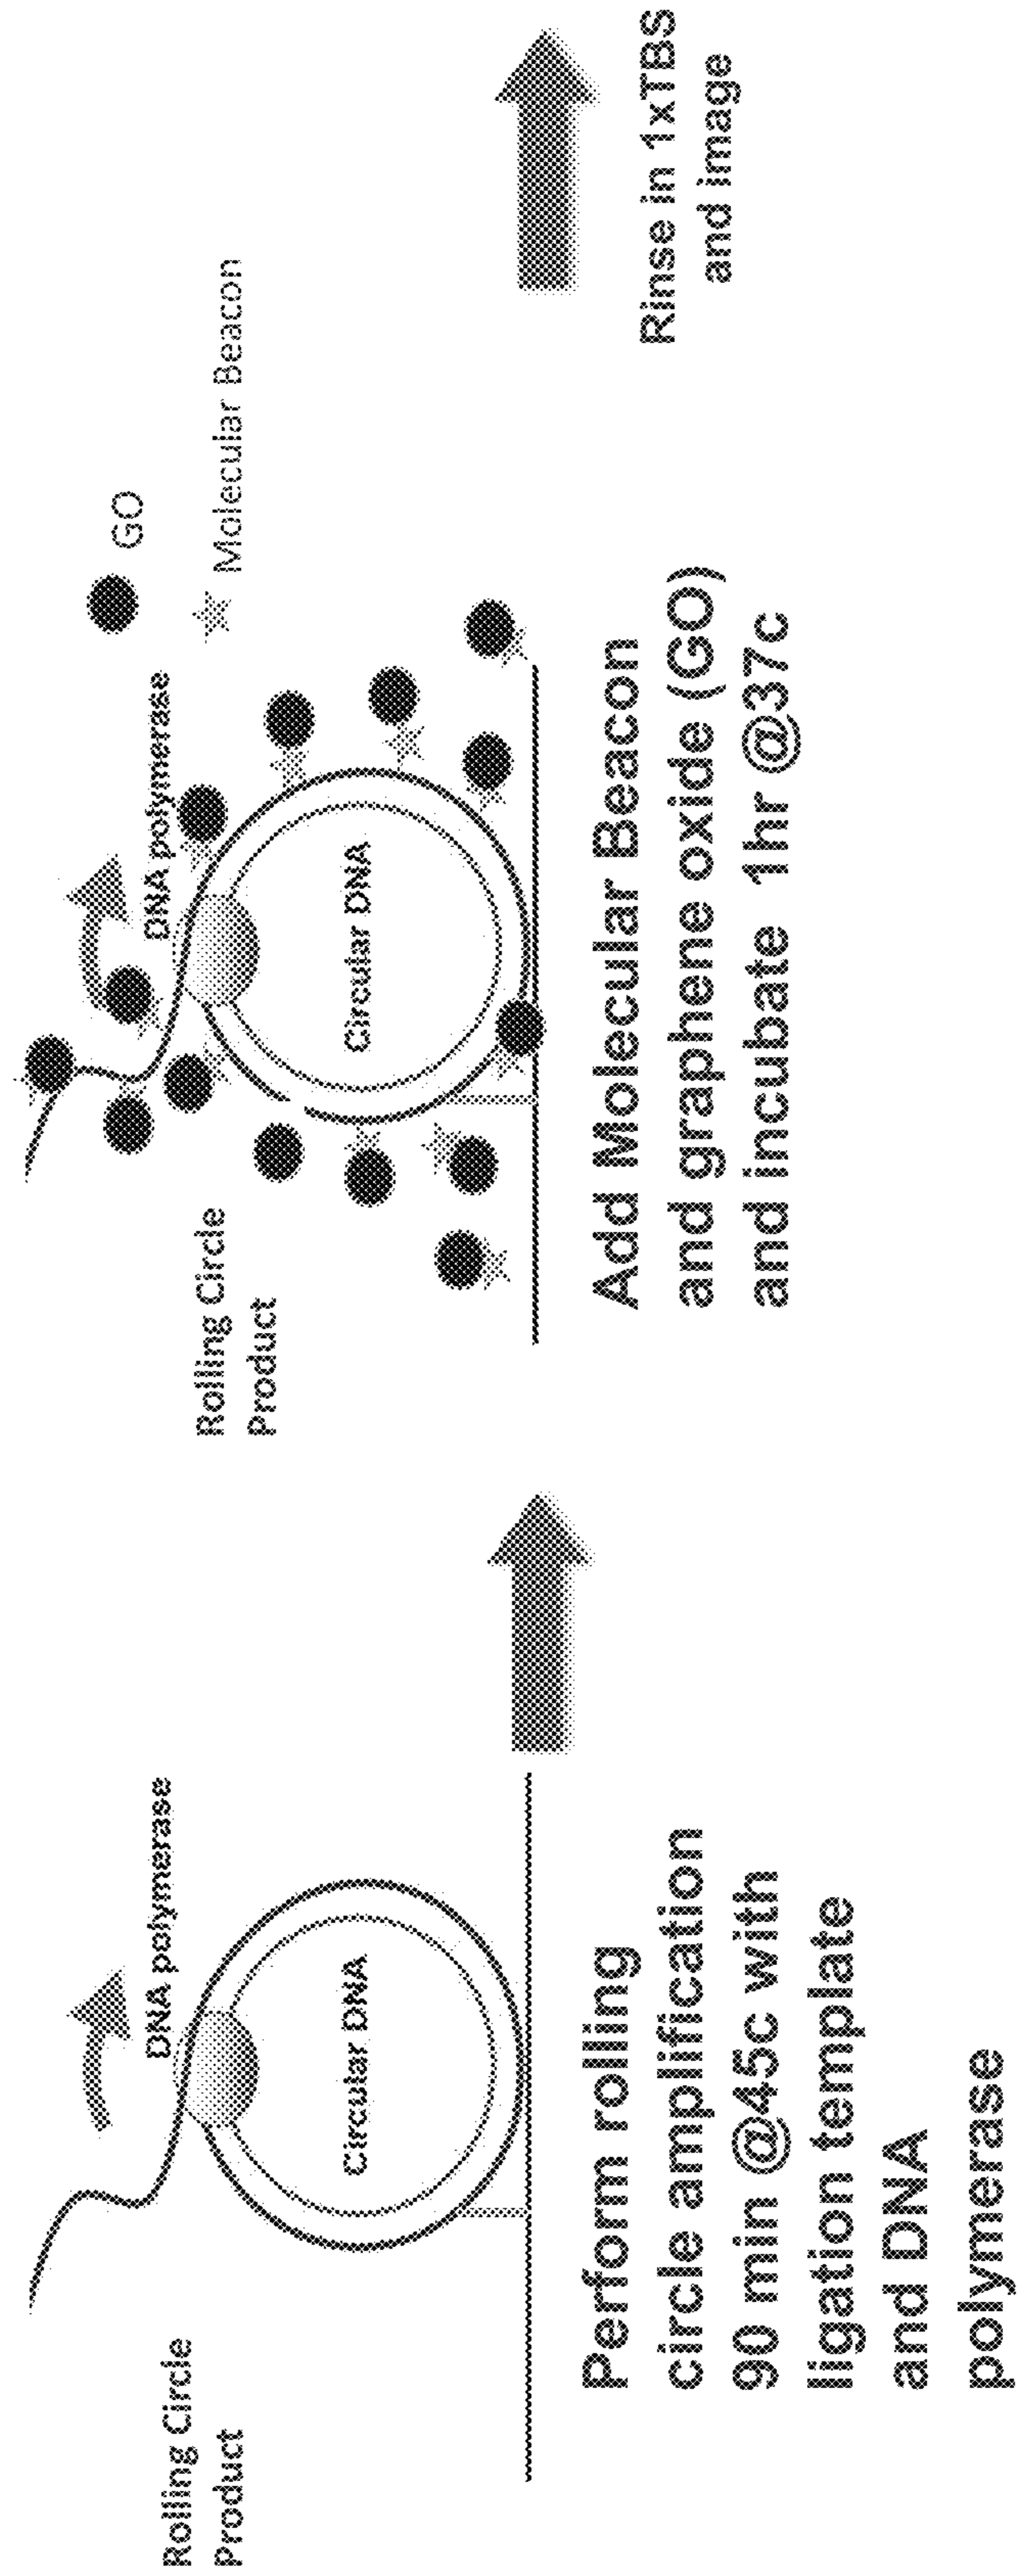 Rolling Circle
Product
DNA polymerase
Circular DNA
Perform rolling
circle amplification
90 min @45c with
ligation template
and DNA
polymerase
Rolling Circle
Product
DNA polymerase
Circular DNA
GO
Molecular Beacon
Add Molecular Beacon
and graphene oxide (GO)
and incubate 1hr @37c
Rinse in 1xTBS
and image